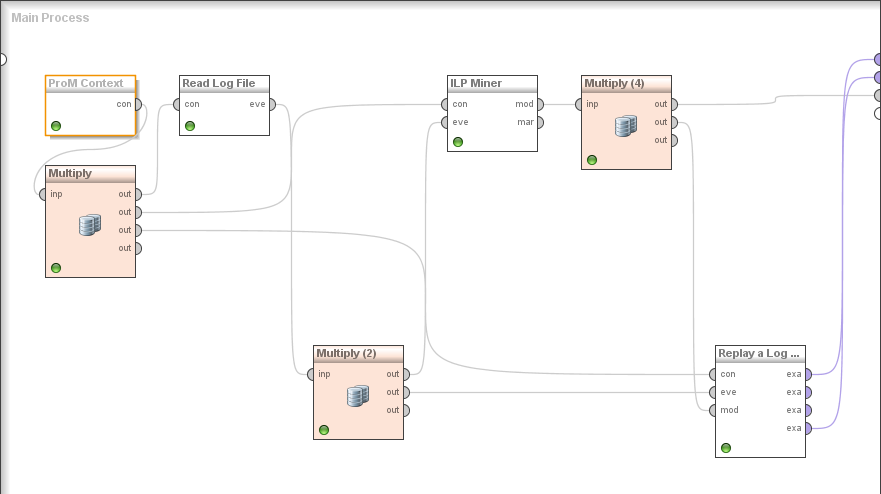 Main Process
ProM Context
con
Read Log File
con eve
ILP Miner
con mod
eve mar
Multiply (4)
inp out
out
out
Multiply
inp out
out
out
out
Multiply (2)
inp out
out
out
Replay a Log ...
con exa
eve exa
mod exa
exa